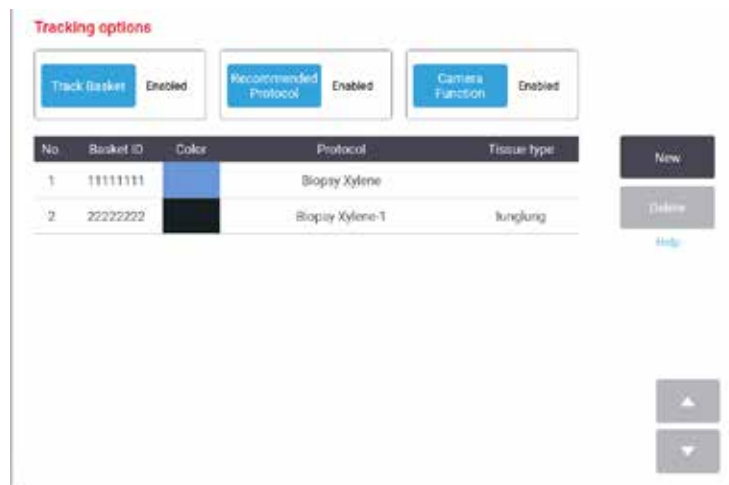 Tracking options
Track Basket Enabled
Recommended Protocol Enabled
Camera Function Enabled
No. Basket ID Color Protocol Tissue type
1 11111111 Biopsy Xylene
2 22222222 Biopsy Xylene-1 lunglung
New
Delete
Help